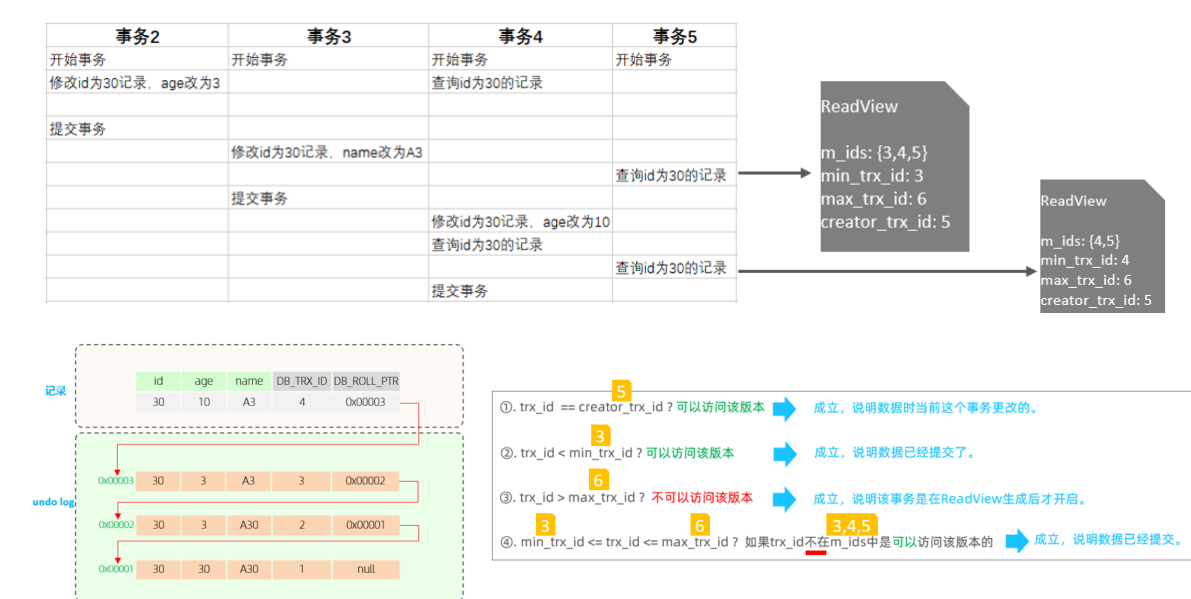 事务2 事务3 事务4 事务5
开始事务 开始事务 开始事务 开始事务
修改id为30记录，age改为3 查询id为30的记录
提交事务
修改id为30记录，name改为A3
查询id为30的记录
提交事务
修改id为30记录，age改为10
查询id为30的记录
查询id为30的记录
提交事务
ReadView
m_ids: {3,4,5}
min_trx_id: 3
max_trx_id: 6
creator_trx_id: 5
ReadView
m_ids: {4,5}
min_trx_id: 4
max_trx_id: 6
creator_trx_id: 5
记录
id age name DB_TRX_ID DB_ROLL_PTR
30 10 A3 4 0x00003
undo log
0x00003 30 3 A3 3 0x00002
0x00002 30 3 A30 2 0x00001
0x00001 30 30 A30 1 null
5
①. trx_id == creator_trx_id ? 可以访问该版本 成立，说明数据时当前这个事务更改的。
3
②. trx_id < min_trx_id ? 可以访问该版本 成立，说明数据已经提交了。
6
③. trx_id > max_trx_id ? 不可以访问该版本 成立，说明该事务是在ReadView生成后才开启。
3 6 3,4,5
④. min_trx_id <= trx_id <= max_trx_id ? 如果trx_id不在m_ids中是可以访问该版本的 成立，说明数据已经提交。